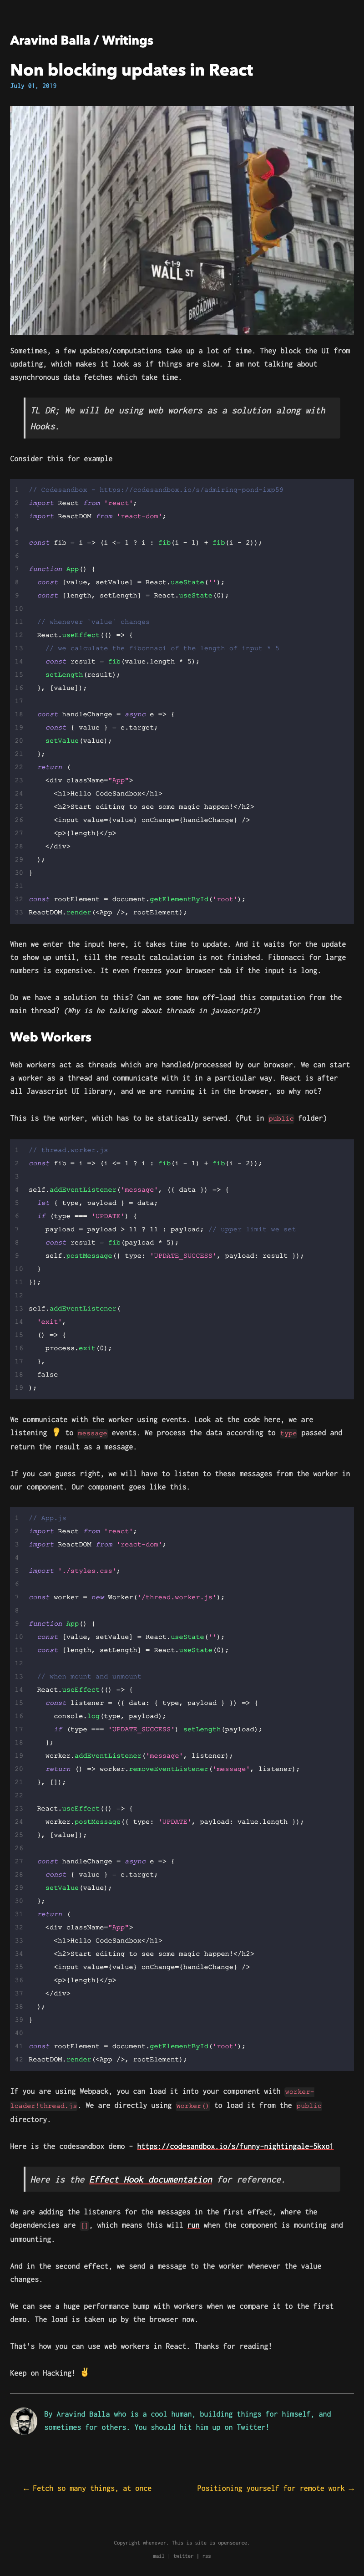 Aravind Balla / Writings
Non blocking updates in React
July 01, 2019
←1-9
WALL ST
BROADWAY
Sometimes, a few updates/computations take up a lot of time. They block the UI from
updating, which makes it look as if things are slow. I am not talking about
asynchronous data fetches which take time.
TL DR; We will be using web workers as a solution along with
Hooks.
Consider this for example
1 // Codesandbox - https://codesandbox.io/s/admiring-pond-ixp59
2 import React from 'react';
3 import ReactDOM from 'react-dom';
4
5 const fib = i => (i <= 1 ? i : fib(i - 1) + fib(i - 2));
6
7 function App() {
8 const [value, setValue] = React.useState('');
9 const [length, setLength] = React.useState(0);
10
11 // whenever `value` changes
12 React.useEffect(() => {
13 // we calculate the fibonnaci of the length of input * 5
14 const result = fib(value.length * 5);
15 setLength(result);
16 }, [value]);
17
18 const handleChange = async e => {
19 const { value } = e.target;
20 setValue(value);
21 };
22 return (
23 <div className="App">
24 <h1>Hello CodeSandbox</h1>
25 <h2>Start editing to see some magic happen!</h2>
26 <input value={value} onChange={handleChange} />
27 <p>{length}</p>
28 </div>
29 );
30 }
31
32 const rootElement = document.getElementById('root');
33 ReactDOM.render(<App />, rootElement);
When we enter the input here, it takes time to update. And it waits for the update
to show up until, till the result calculation is not finished. Fibonacci for large
numbers is expensive. It even freezes your browser tab if the input is long.
Do we have a solution to this? Can we some how off-load this computation from the
main thread? (Why is he talking about threads in javascript?)
Web Workers
Web workers act as threads which are handled/processed by our browser. We can start
a worker as a thread and communicate with it in a particular way. React is after
all Javascript UI library, and we are running it in the browser, so why not?
This is the worker, which has to be statically served. (Put in public folder)
1 // thread.worker.js
2 const fib = i => (i <= 1 ? i : fib(i - 1) + fib(i - 2));
3
4 self.addEventListener('message', ({ data }) => {
5 let { type, payload } = data;
6 if (type === 'UPDATE') {
7 payload = payload > 11 ? 11 : payload; // upper limit we set
8 const result = fib(payload * 5);
9 self.postMessage({ type: 'UPDATE_SUCCESS', payload: result });
10 }
11 });
12
13 self.addEventListener(
14 'exit',
15 () => {
16 process.exit(0);
17 },
18 false
19 );
We communicate with the worker using events. Look at the code here, we are
listening 👂 to message events. We process the data according to type passed and
return the result as a message.
If you can guess right, we will have to listen to these messages from the worker in
our component. Our component goes like this.
1 // App.js
2 import React from 'react';
3 import ReactDOM from 'react-dom';
4
5 import './styles.css';
6
7 const worker = new Worker('/thread.worker.js');
8
9 function App() {
10 const [value, setValue] = React.useState('');
11 const [length, setLength] = React.useState(0);
12
13 // when mount and unmount
14 React.useEffect(() => {
15 const listener = ({ data: { type, payload } }) => {
16 console.log(type, payload);
17 if (type === 'UPDATE_SUCCESS') setLength(payload);
18 };
19 worker.addEventListener('message', listener);
20 return () => worker.removeEventListener('message', listener);
21 }, []);
22
23 React.useEffect(() => {
24 worker.postMessage({ type: 'UPDATE', payload: value.length });
25 }, [value]);
26
27 const handleChange = async e => {
28 const { value } = e.target;
29 setValue(value);
30 };
31 return (
32 <div className="App">
33 <h1>Hello CodeSandbox</h1>
34 <h2>Start editing to see some magic happen!</h2>
35 <input value={value} onChange={handleChange} />
36 <p>{length}</p>
37 </div>
38 );
39 }
40
41 const rootElement = document.getElementById('root');
42 ReactDOM.render(<App />, rootElement);
If you are using Webpack, you can load it into your component with worker-
loader!thread.js. We are directly using Worker() to load it from the public
directory.
Here is the codesandbox demo - https://codesandbox.io/s/funny-nightingale-5kxo1
Here is the Effect Hook documentation for reference.
We are adding the listeners for the messages in the first effect, where the
dependencies are [], which means this will run when the component is mounting and
unmounting.
And in the second effect, we send a message to the worker whenever the value
changes.
We can see a huge performance bump with workers when we compare it to the first
demo. The load is taken up by the browser now.
That's how you can use web workers in React. Thanks for reading!
Keep on Hacking! ✌️
By Aravind Balla who is a cool human, building things for himself, and
sometimes for others. You should hit him up on Twitter!
← Fetch so many things, at once
Positioning yourself for remote work →
Copyright whenever. This is site is opensource.
mail | twitter | rss